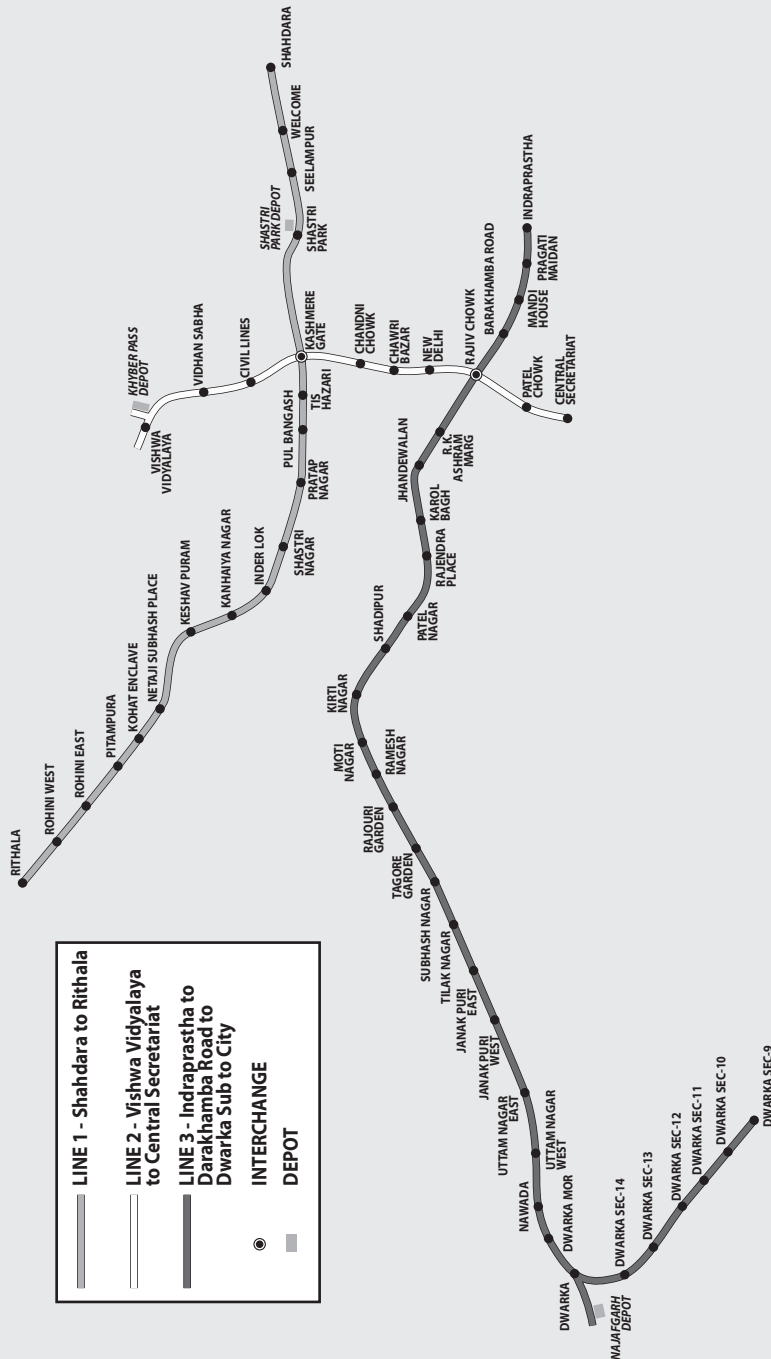 RITHALA
ROHINI WEST
ROHINI EAST
PITAMPURA
KOHAT ENCLAVE
NETAJI SUBHASH PLACE
KESHAV PURAM
KANHAIYA NAGAR
INDER LOK
SHASTRI
NAGAR
PRATAP
NAGAR
PUL BANGASH
TIS
HAZARI
KASHMERE
GATE
SHASTRI
PARK
SHASTRI
PARK DEPOT
SEELAMPUR
WELCOME
SHAHDARA
KHYBER PASS
DEPOT
VISHWA
VIDYALAYA
VIDHAN SABHA
CIVIL LINES
CHANDNI
CHOWK
CHAWRI
BAZAR
NEW
DELHI
RAJIV CHOWK
PATEL
CHOWK
CENTRAL
SECRETARIAT
INDRAPRASTHA
PRAGATI
MAIDAN
MANDI
HOUSE
BARAKHAMBA ROAD
R.K.
ASHRAM
MARG
JHANDEWALAN
KAROL
BAGH
RAJENDRA
PLACE
PATEL
NAGAR
SHADIPUR
KIRTI
NAGAR
MOTI
NAGAR
RAMESH
NAGAR
RAJOURI
GARDEN
TAGORE
GARDEN
SUBHASH NAGAR
TILAK NAGAR
JANAK PURI
EAST
JANAK PURI
WEST
UTTAM NAGAR
EAST
UTTAM NAGAR
WEST
NAWADA
DWARKA MOR
DWARKA
NAJAFGARH
DEPOT
DWARKA SEC-14
DWARKA SEC-13
DWARKA SEC-12
DWARKA SEC-11
DWARKA SEC-10
DWARKA SEC-9
LINE 1 - Shahdara to Rithala
LINE 2 - Vishwa Vidyalaya
to Central Secretariat
LINE 3 - Indraprastha to
Darakhamba Road to
Dwarka Sub to City
INTERCHANGE
DEPOT